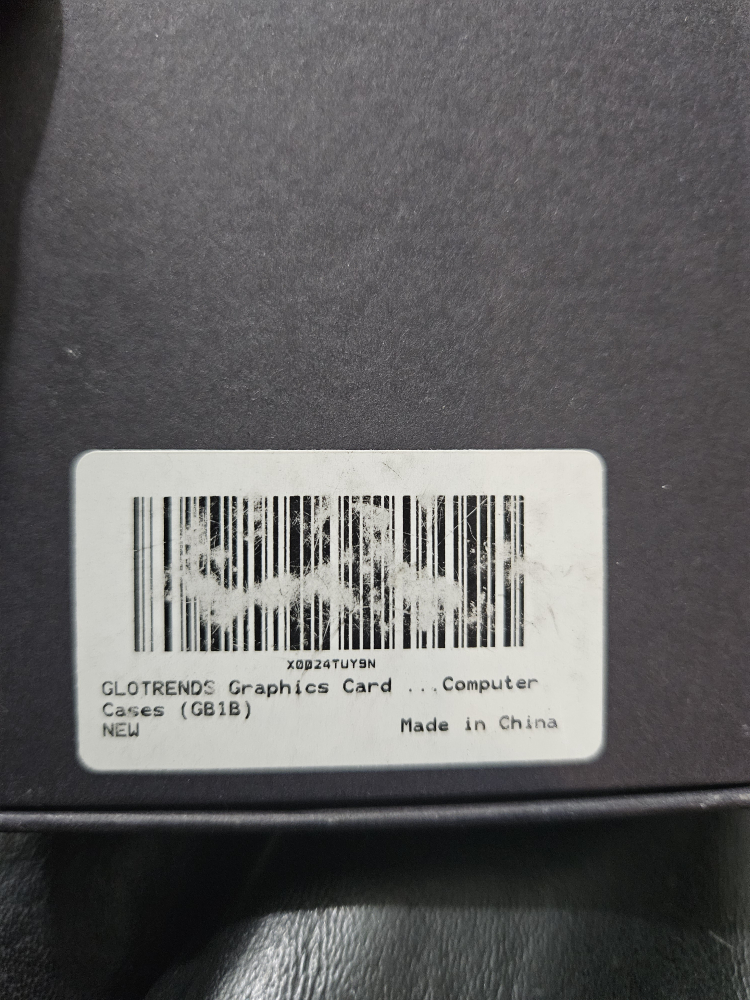 X0024TUY9N
GLOTRENDS Graphics Card ...Computer
Cases (GB1B)
NEW
Made in China